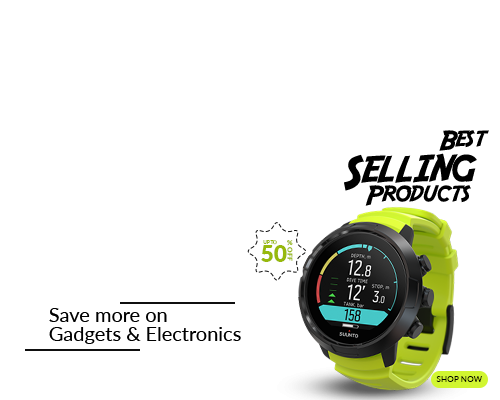 BEST
SELLING
PRODUCTS
UPTO
50% OFF
DEPTH, m
12.8
DIVE TIME
12'
STOP, m
3.0
TANK, bar
158
SUUNTO
Save more on
Gadgets & Electronics
SHOP NOW